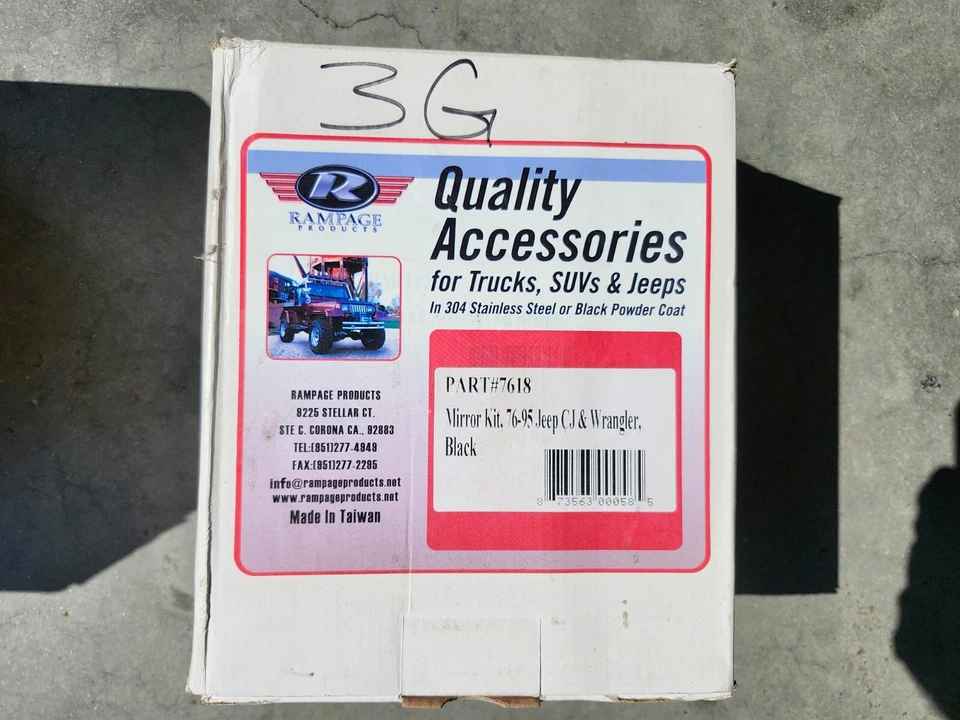 3G
R
RAMPAGE
PRODUCTS
Quality
Accessories
for Trucks, SUVs & Jeeps
In 304 Stainless Steel or Black Powder Coat
RAMPAGE PRODUCTS
9225 STELLAR CT.
STE C. CORONA CA., 92883
TEL:(951)277-4949
FAX:(951)277-2295
info@rampageproducts.net
www.rampageproducts.net
Made In Taiwan
PART#7618
Mirror Kit, 76-95 Jeep CJ & Wrangler,
Black
8 73563 00058 5